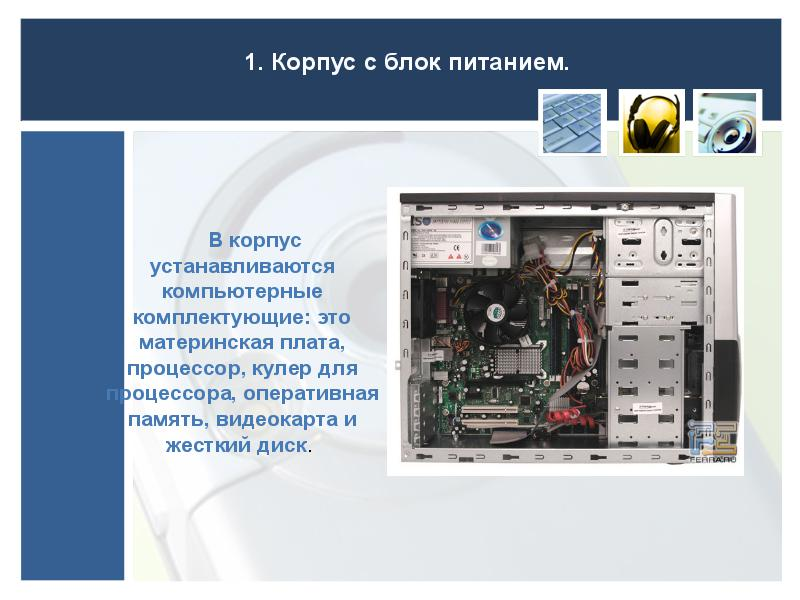 1. Корпус с блок питанием.
В корпус
устанавливаются
компьютерные
комплектующие: это
материнская плата,
процессор, кулер для
процессора, оперативная
память, видеокарта и
жесткий диск.
FERRA.RU